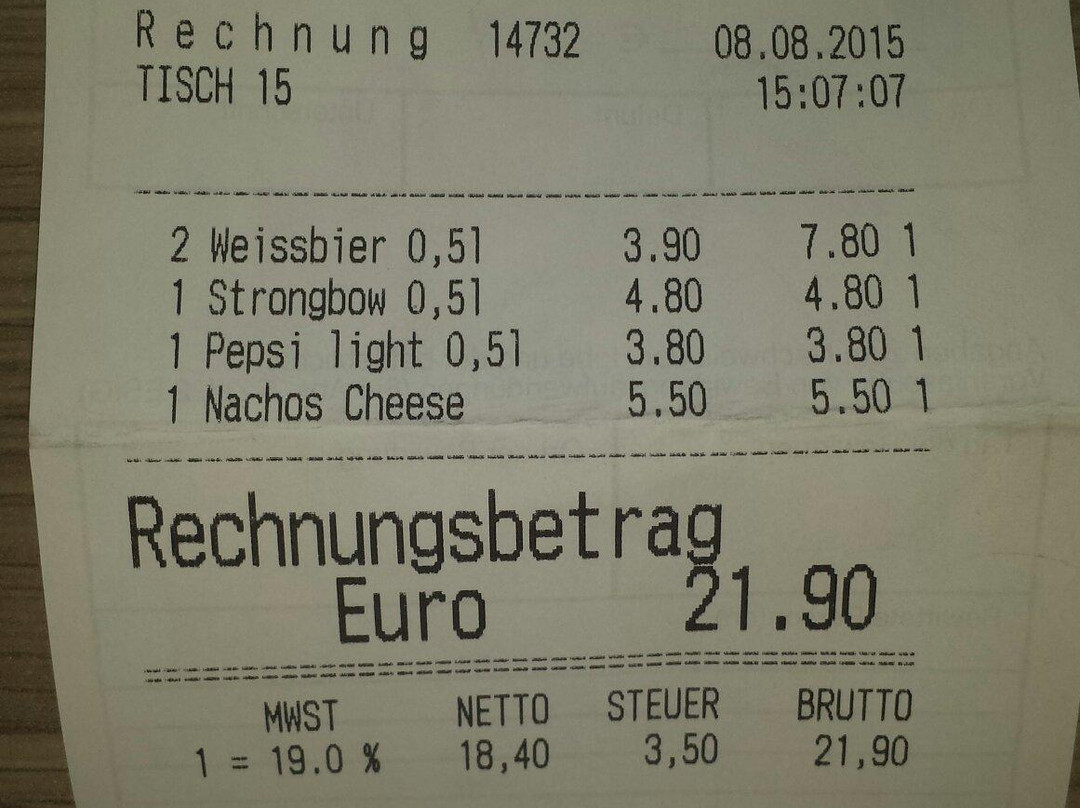 Rechnung 14732 08.08.2015
TISCH 15 15:07:07
2 Weissbier 0,5l 3.90 7.80 1
1 Strongbow 0,5l 4.80 4.80 1
1 Pepsi light 0,5l 3.80 3.80 1
1 Nachos Cheese 5.50 5.50 1
Rechnungsbetrag
Euro 21.90
MWST NETTO STEUER BRUTTO
1 = 19.0 % 18,40 3,50 21,90